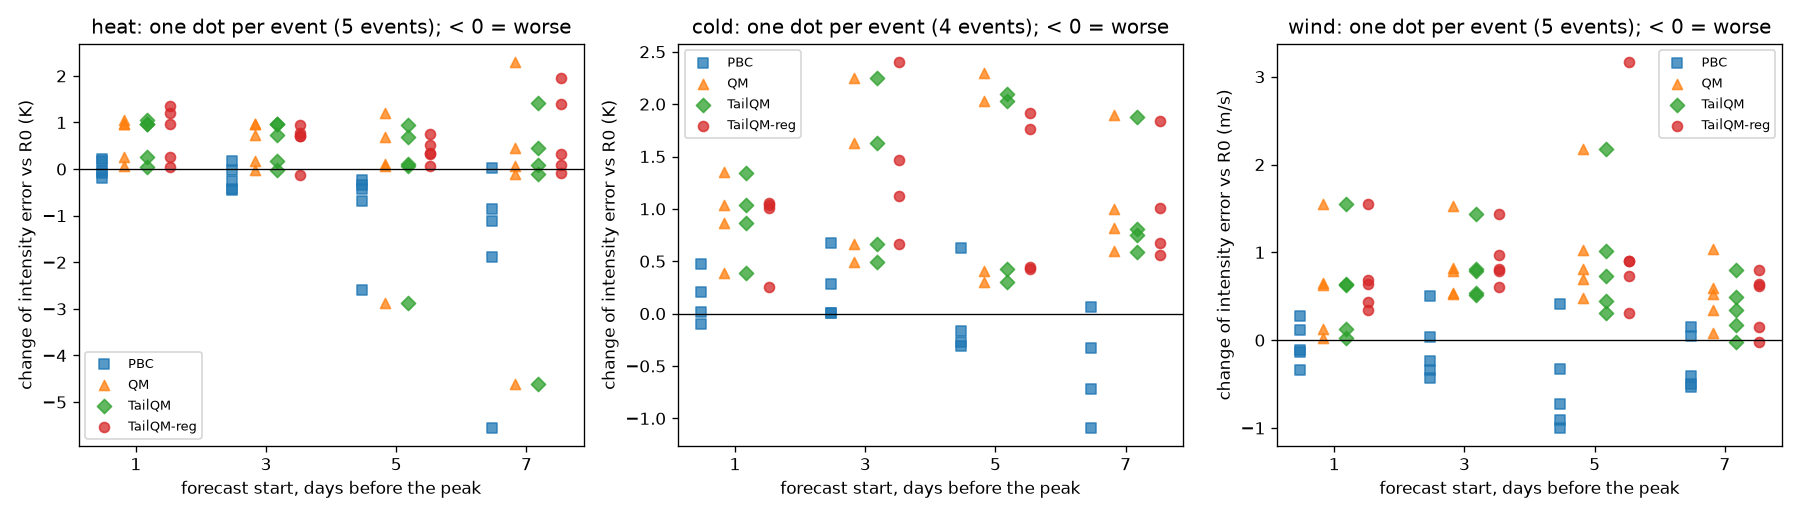 heat: one dot per event (5 events); < 0 = worse
change of intensity error vs R0 (K)
2
1
0
−1
−2
−3
−4
−5
PBC
QM
TailQM
TailQM-reg
1 3 5 7
forecast start, days before the peak
cold: one dot per event (4 events); < 0 = worse
change of intensity error vs R0 (K)
2.5
2.0
1.5
1.0
0.5
0.0
−0.5
−1.0
PBC
QM
TailQM
TailQM-reg
1 3 5 7
forecast start, days before the peak
wind: one dot per event (5 events); < 0 = worse
change of intensity error vs R0 (m/s)
3
2
1
0
−1
PBC
QM
TailQM
TailQM-reg
1 3 5 7
forecast start, days before the peak